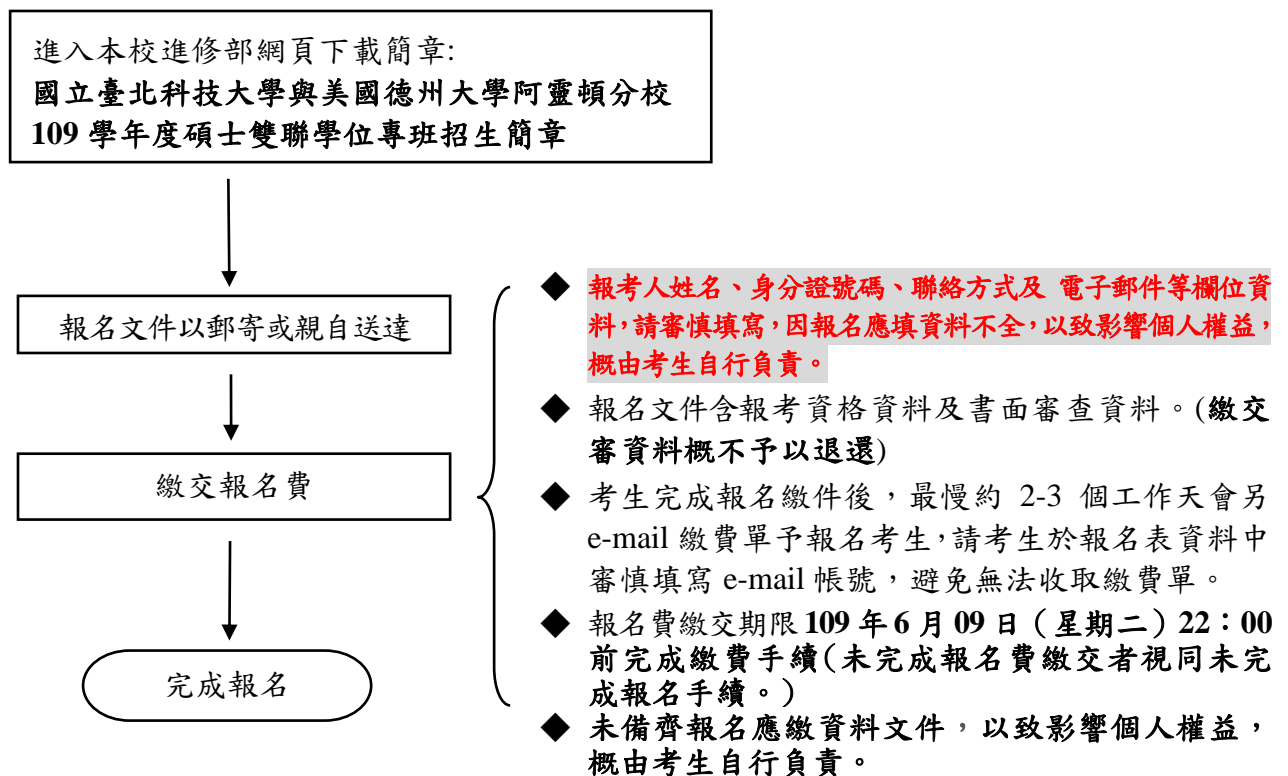 進入本校進修部網頁下載簡章:
國立臺北科技大學與美國德州大學阿靈頓分校
109 學年度碩士雙聯學位專班招生簡章
報名文件以郵寄或親自送達
繳交報名費
完成報名
◆ 報考人姓名、身分證號碼、聯絡方式及 電子郵件等欄位資
料，請審慎填寫，因報名應填資料不全，以致影響個人權益，
概由考生自行負責。
◆ 報名文件含報考資格資料及書面審查資料。(繳交
審資料概不予以退還)
◆ 考生完成報名繳件後，最慢約 2-3 個工作天會另
e-mail 繳費單予報名考生，請考生於報名表資料中
審慎填寫 e-mail 帳號，避免無法收取繳費單。
◆ 報名費繳交期限 109 年 6 月 09 日（星期二）22：00
前完成繳費手續(未完成報名費繳交者視同未完
成報名手續。)
◆ 未備齊報名應繳資料文件，以致影響個人權益，
概由考生自行負責。